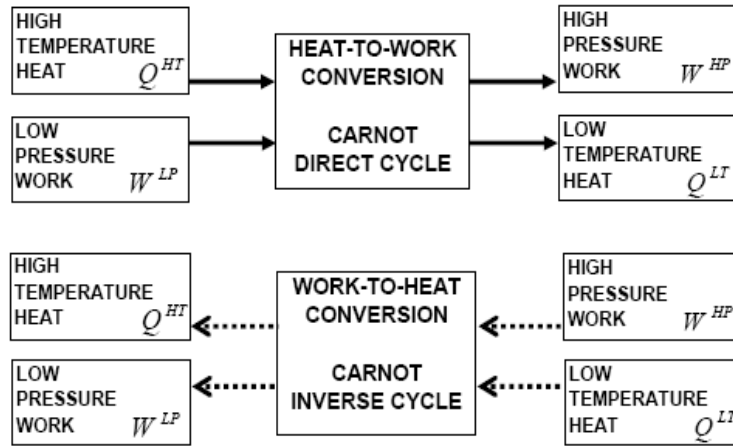 HIGH
TEMPERATURE
HEAT Q^{HT}
LOW
PRESSURE
WORK W^{LP}
HEAT-TO-WORK
CONVERSION
CARNOT
DIRECT CYCLE
HIGH
PRESSURE
WORK W^{HP}
LOW
TEMPERATURE
HEAT Q^{LT}
HIGH
TEMPERATURE
HEAT Q^{HT}
LOW
PRESSURE
WORK W^{LP}
WORK-TO-HEAT
CONVERSION
CARNOT
INVERSE CYCLE
HIGH
PRESSURE
WORK W^{HP}
LOW
TEMPERATURE
HEAT Q^{LT}